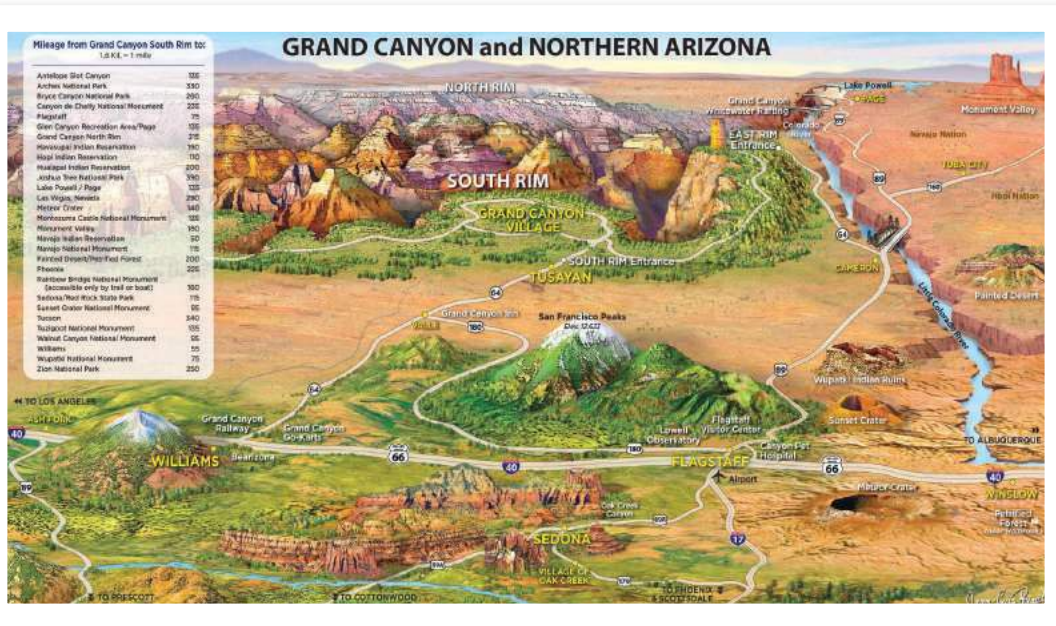 GRAND CANYON and NORTHERN ARIZONA
Mileage from Grand Canyon South Rim to:
1.6 Kil. = 1 mile
Antelope Slot Canyon 135
Arches National Park 330
Bryce Canyon National Park
Canyon de Chelly National Monument
Flagstaff 75
Glen Canyon Recreation Area/Page 135
Grand Canyon North Rim 215
Havasupai Indian Reservation 190
Hopi Indian Reservation 110
Hualapai Indian Reservation 200
Joshua Tree National Park 390
Lake Powell / Page 135
Las Vegas, Nevada 290
Meteor Crater 140
Montezuma Castle National Monument 135
Monument Valley
Navajo Indian Reservation 50
Navajo National Monument 115
Painted Desert/Petrified Forest 200
Phoenix 225
Rainbow Bridge National Monument
(accessible only by trail or boat)
Sedona/Red Rock State Park 115
Sunset Crater National Monument 95
Tucson 340
Tuzigoot National Monument 135
Walnut Canyon National Monument 95
Williams 55
Wupatki National Monument 75
Zion National Park 250
NORTH RIM
Lake Powell
PAGE
Grand Canyon
Whitewater Rafting
Monument Valley
Colorado
River
EAST RIM
Entrance
Navajo Nation
TUBA CITY
89
160
Hopi Nation
SOUTH RIM
GRAND CANYON
VILLAGE
64
SOUTH RIM Entrance
TUSAYAN
CAMERON
Painted Desert
64
Little Colorado River
Grand Canyon Inn
VALLE
180
San Francisco Peaks
Elev. 12,633
89
Wupatki Indian Ruins
64
TO LOS ANGELES
ASH FORK
Grand Canyon
Railway
Grand Canyon
Go-Karts
Flagstaff
Visitor Center
Sunset Crater
Lowell
Observatory
40
TO ALBUQUERQUE
180
Canyon Pet
Hospital
WILLIAMS
Bearizona
66
40
FLAGSTAFF
66
Airport
40
WINSLOW
89
Meteor Crater
Petrified
Forest
Oak Creek
Canyon
SEDONA
17
VILLAGE OF
OAK CREEK
179
TO PRESCOTT
TO COTTONWOOD
TO PHOENIX
& SCOTTSDALE